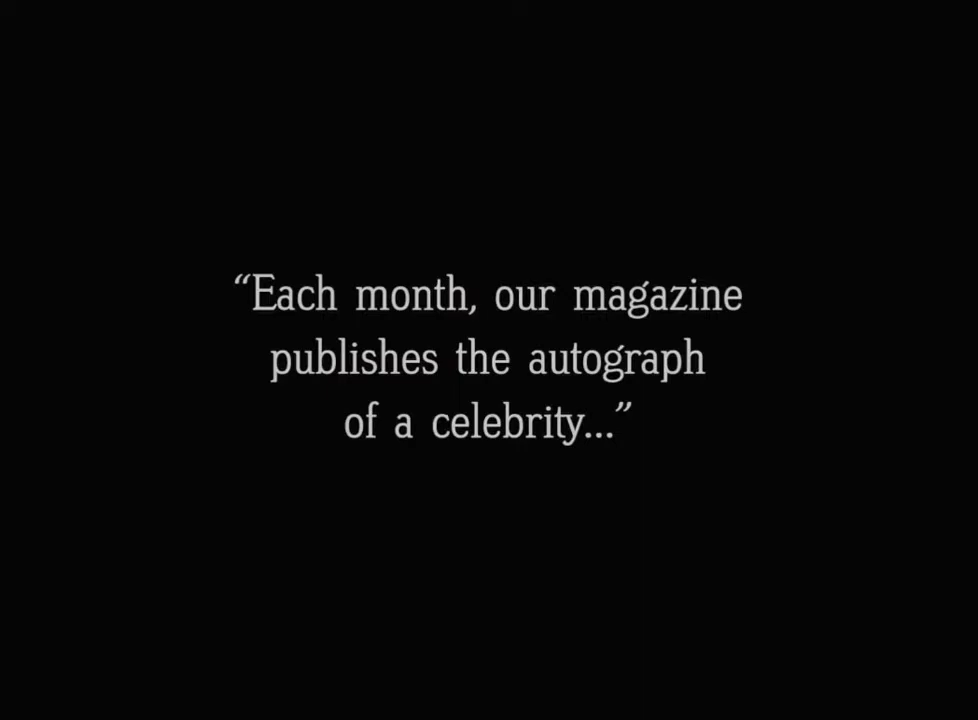 “Each month, our magazine
publishes the autograph
of a celebrity...”